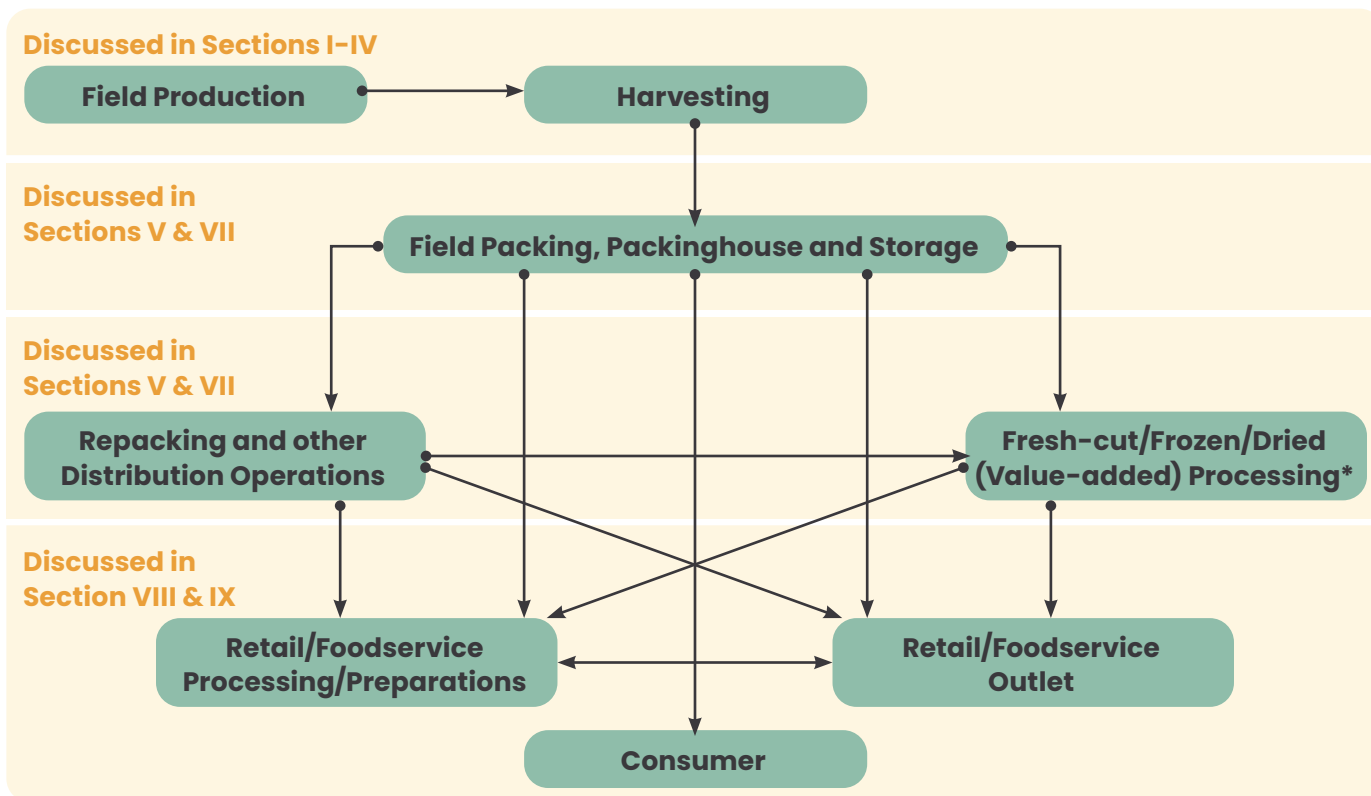 Discussed in Sections I-IV
Field Production
Harvesting
Discussed in
Sections V & VII
Field Packing, Packinghouse and Storage
Discussed in
Sections V & VII
Repacking and other
Distribution Operations
Fresh-cut/Frozen/Dried
(Value-added) Processing*
Discussed in
Section VIII & IX
Retail/Foodservice
Processing/Preparations
Retail/Foodservice
Outlet
Consumer